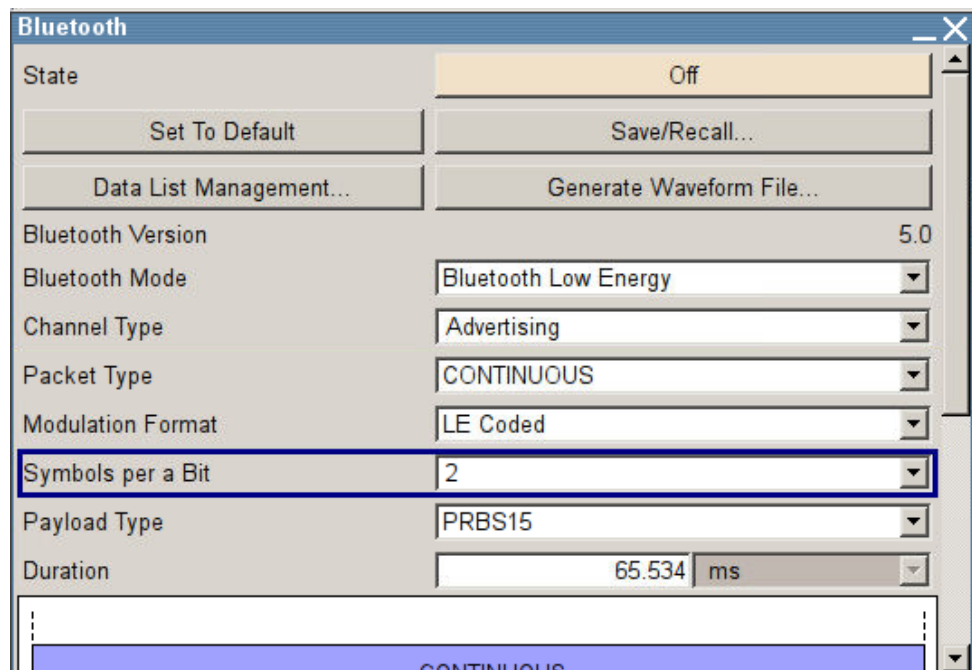 Bluetooth
State Off
Set To Default Save/Recall...
Data List Management... Generate Waveform File...
Bluetooth Version 5.0
Bluetooth Mode Bluetooth Low Energy
Channel Type Advertising
Packet Type CONTINUOUS
Modulation Format LE Coded
Symbols per a Bit 2
Payload Type PRBS15
Duration 65.534 ms
CONTINUOUS